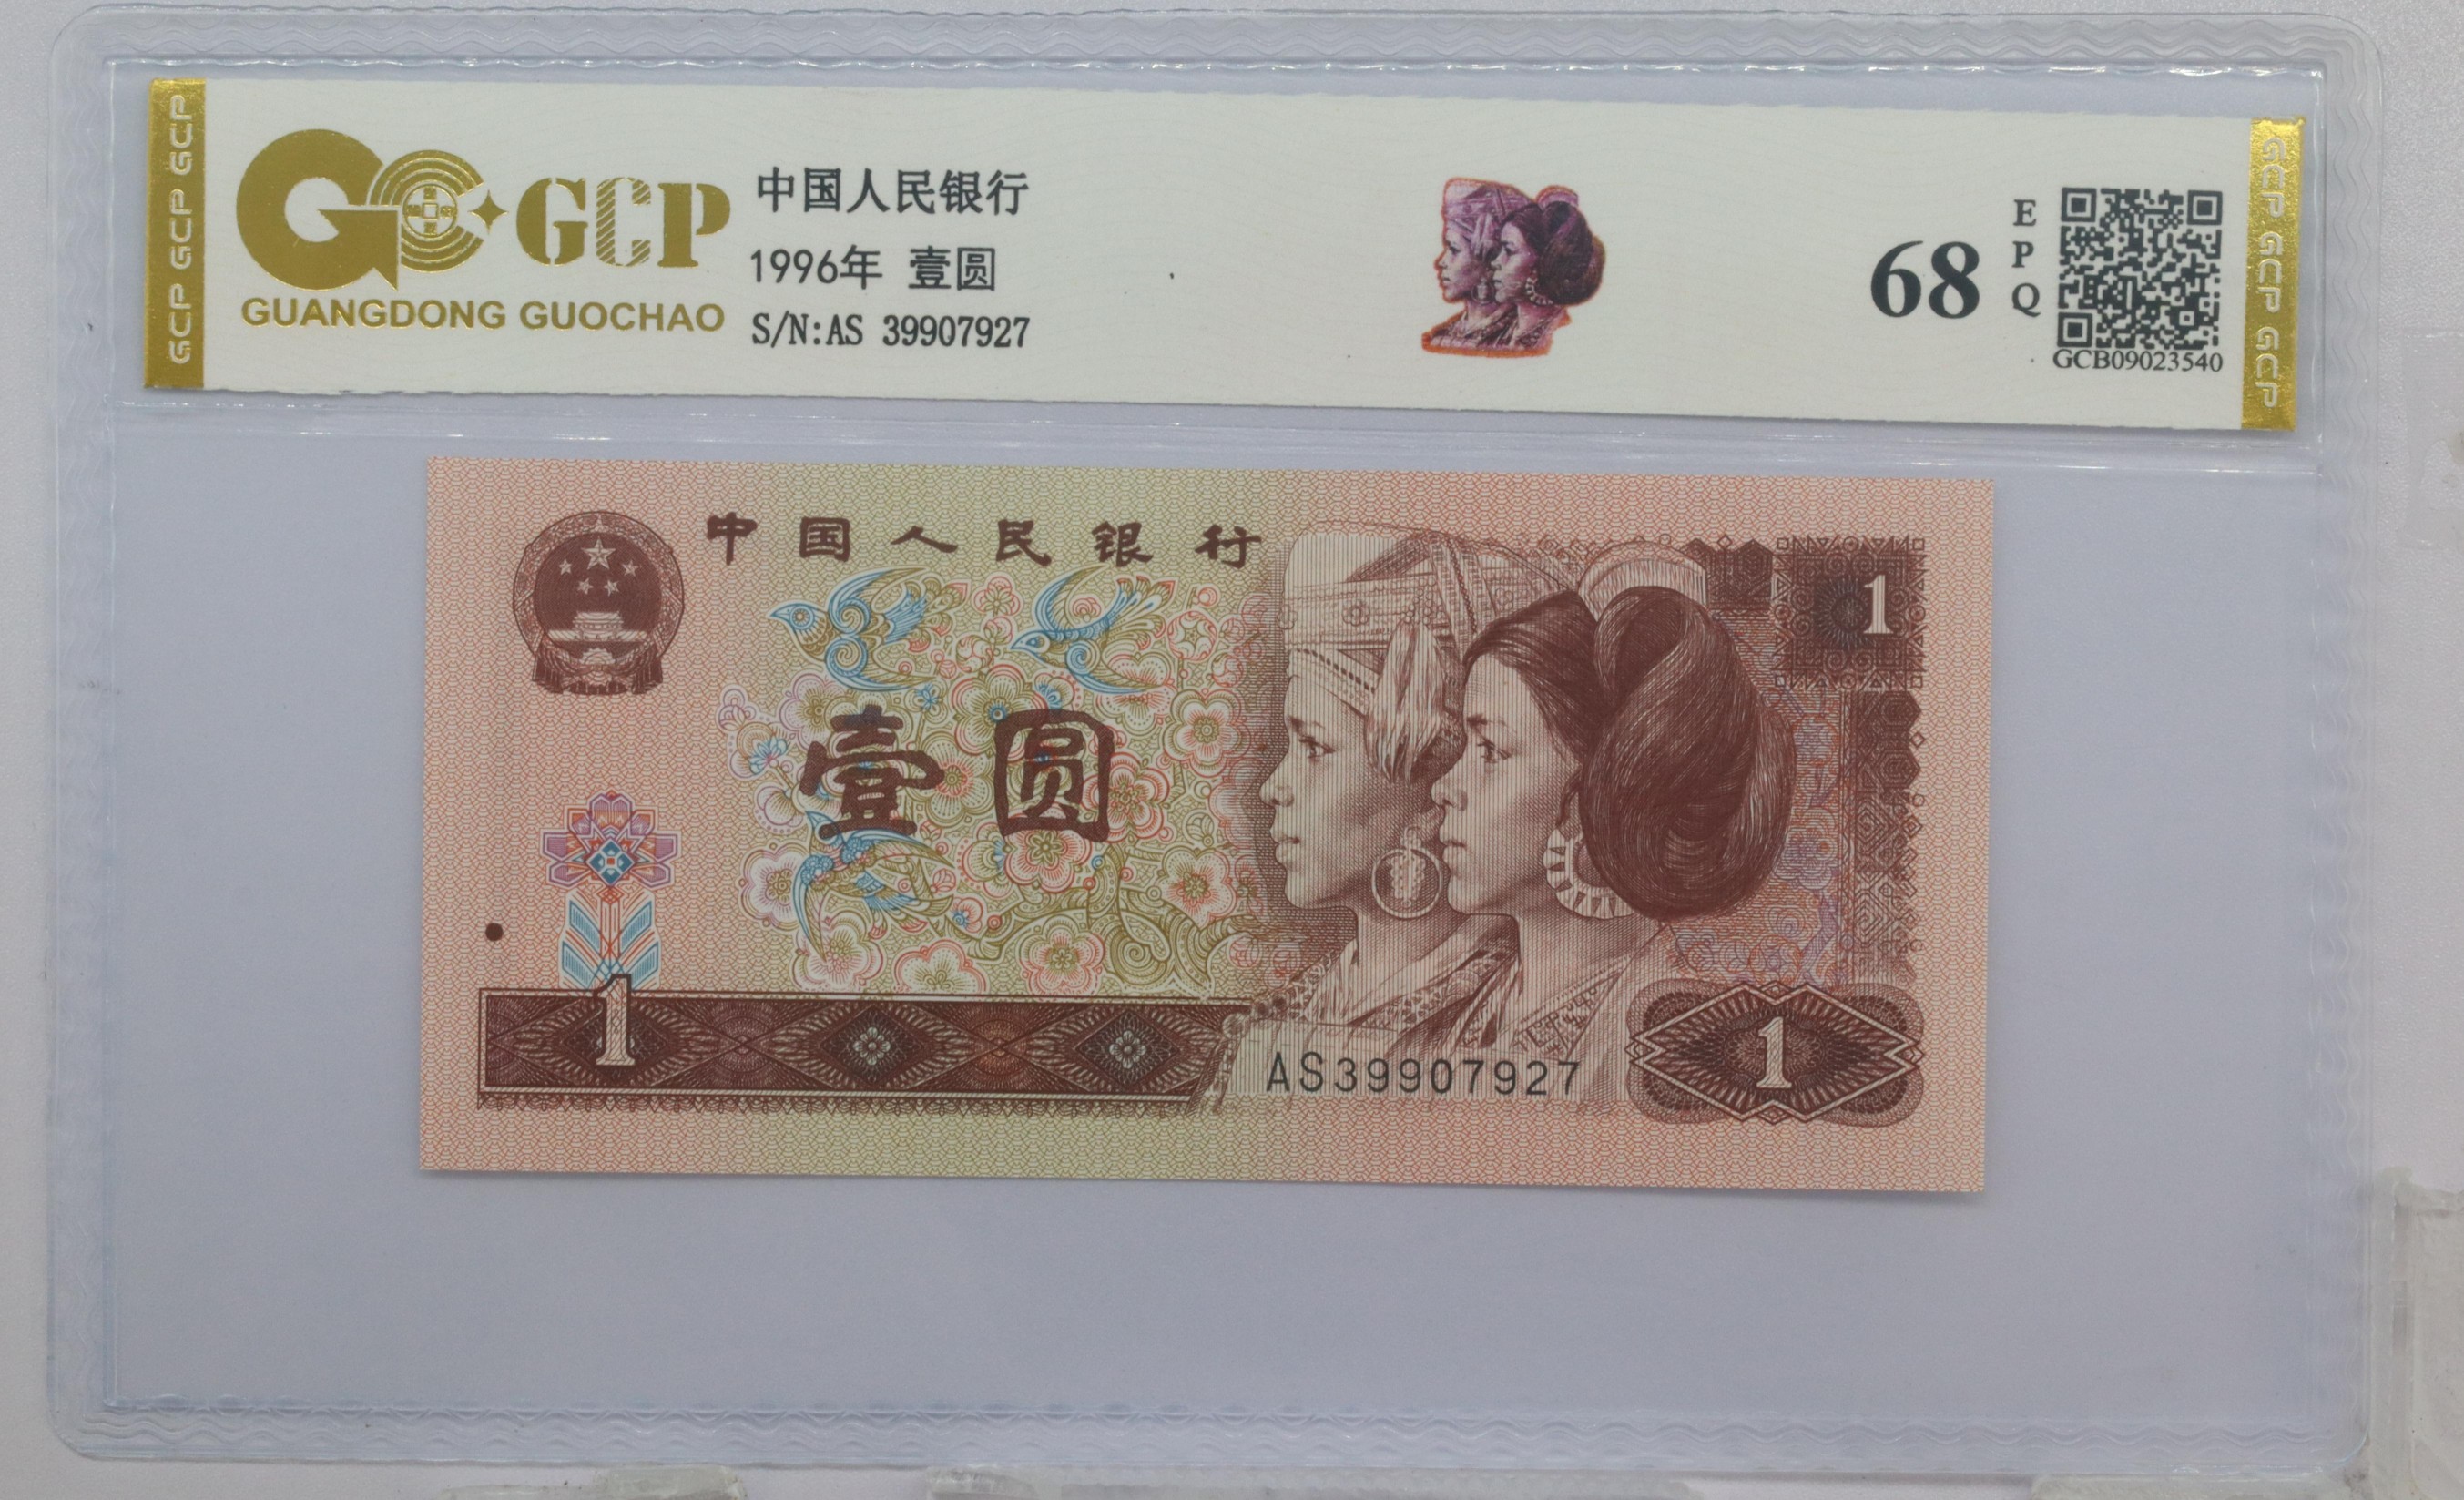 GCP GCP GCP
GCP
GUANGDONG GUOCHAO
中国人民银行
1996年 壹圆
S/N:AS 39907927
68
E
P
Q
GCB09023540
GCP GCP GCP
中国人民银行
1
壹圆
1
AS39907927
1